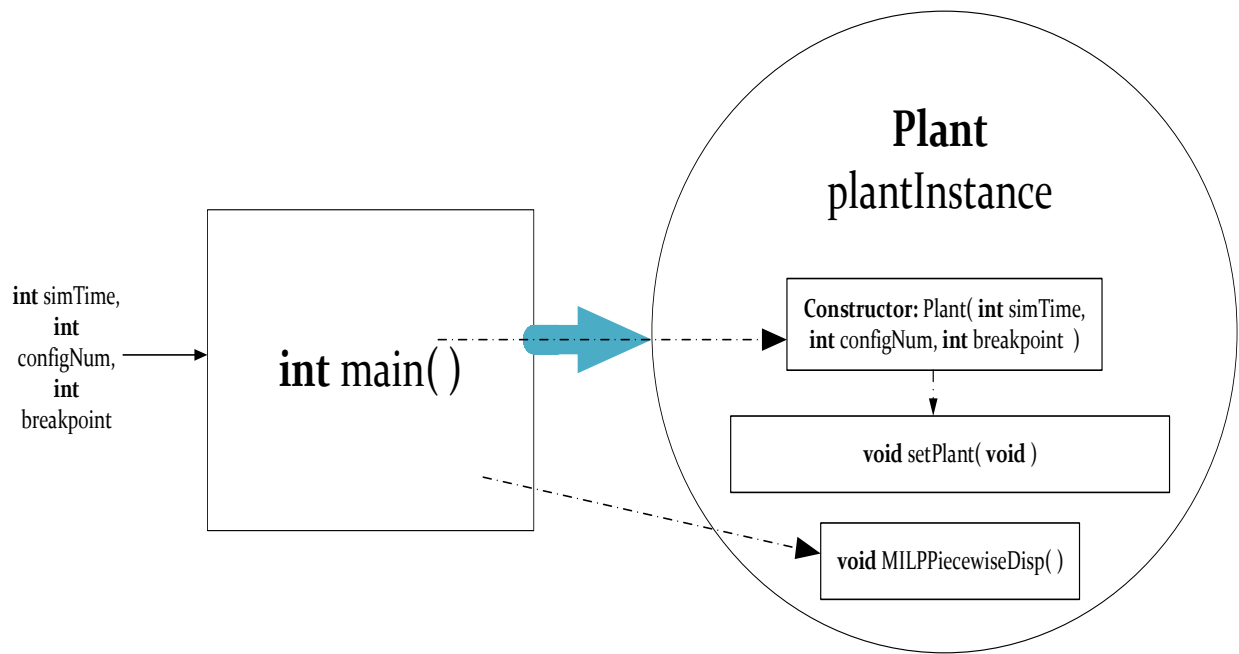 int simTime,
int
configNum,
int
breakpoint
int main( )
Plant
plantInstance
Constructor: Plant( int simTime,
int configNum, int breakpoint )
void setPlant( void )
void MILPPiecewiseDisp( )